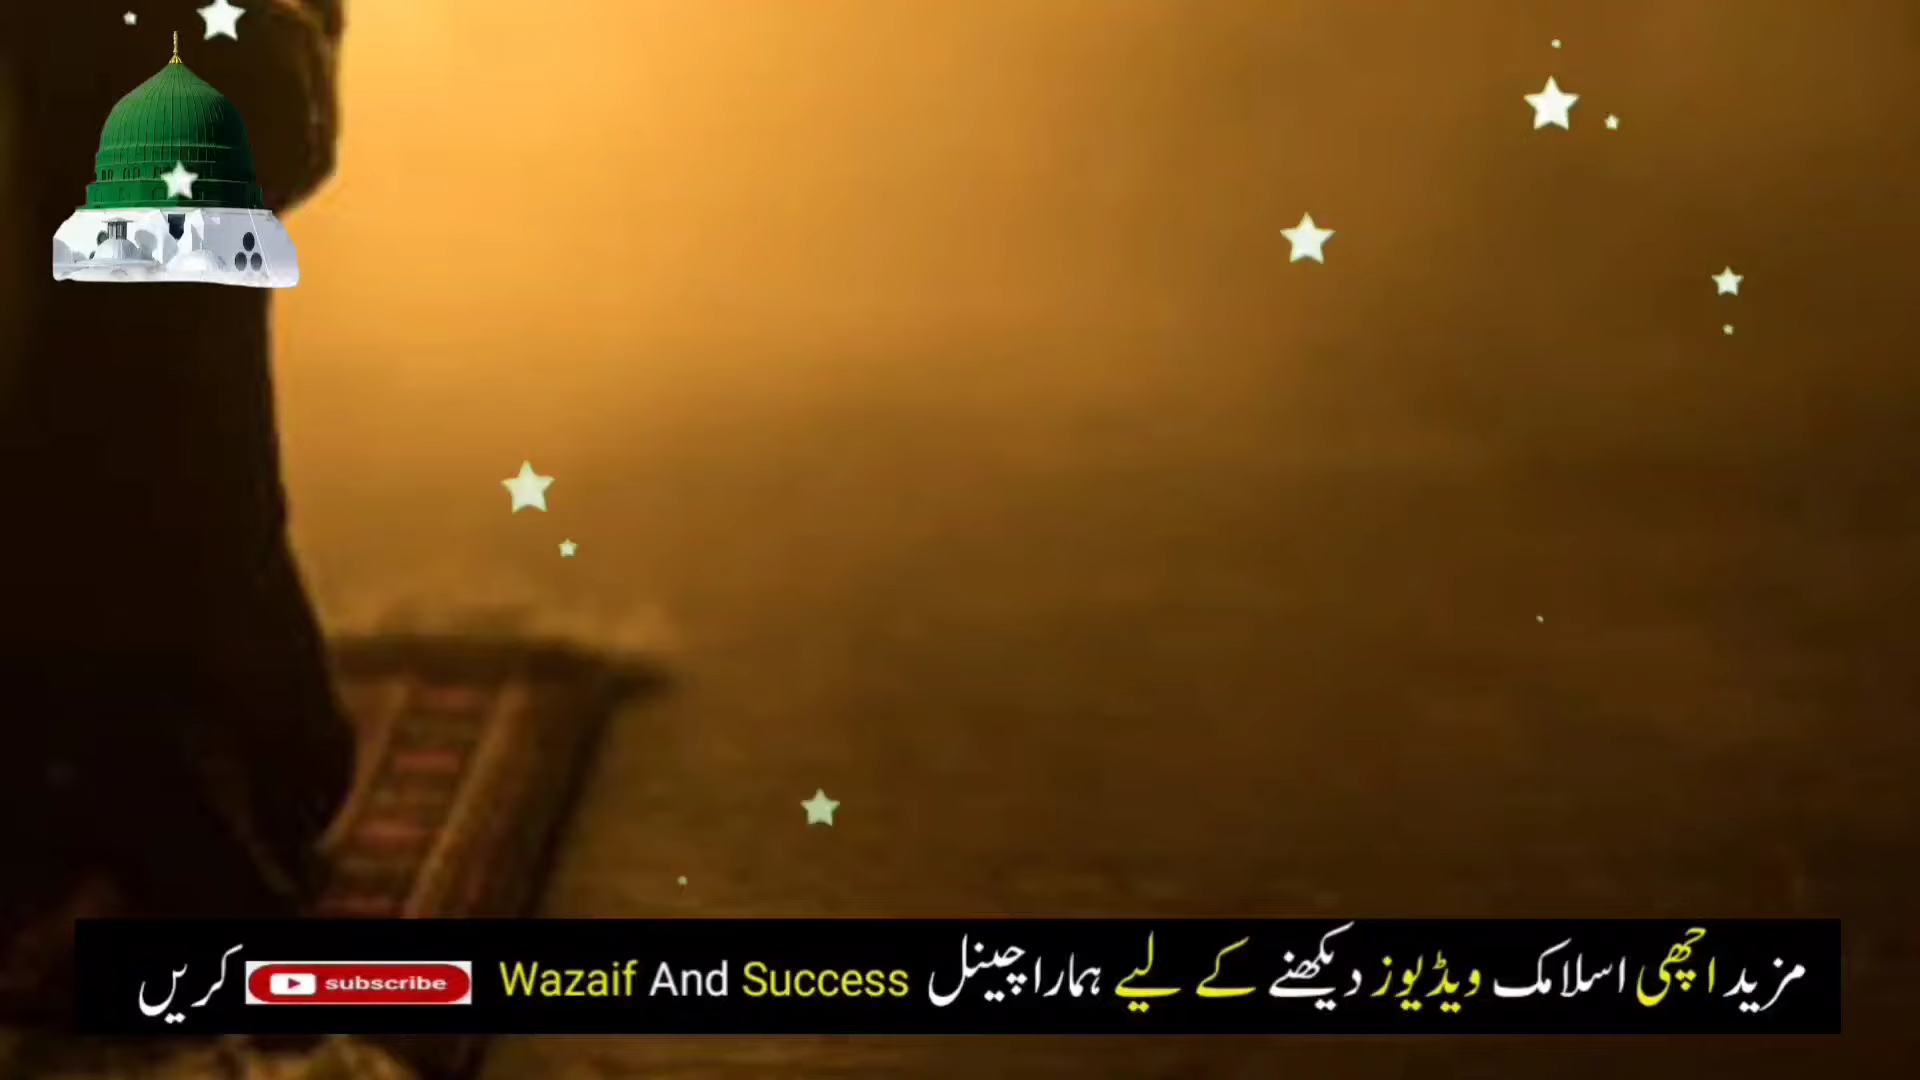 مزید اچھی اسلامک ویڈیوز دیکھنے کے لیے ہمارا چینل Wazaif And Success subscribe کریں